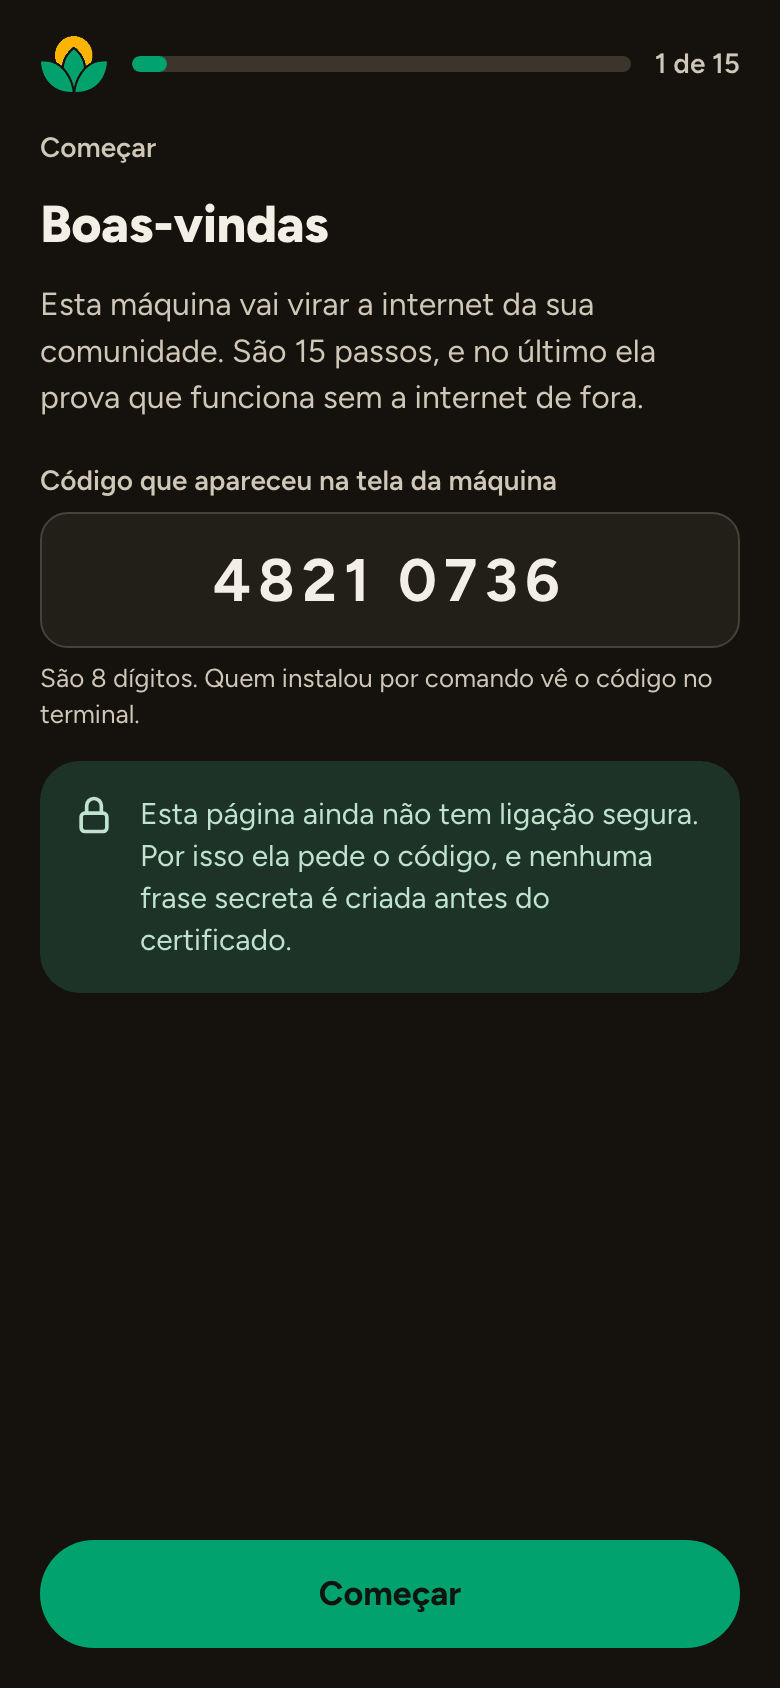 1 de 15
Começar
Boas-vindas
Esta máquina vai virar a internet da sua
comunidade. São 15 passos, e no último ela
prova que funciona sem a internet de fora.
Código que apareceu na tela da máquina
4821 0736
São 8 dígitos. Quem instalou por comando vê o código no
terminal.
Esta página ainda não tem ligação segura.
Por isso ela pede o código, e nenhuma
frase secreta é criada antes do
certificado.
Começar